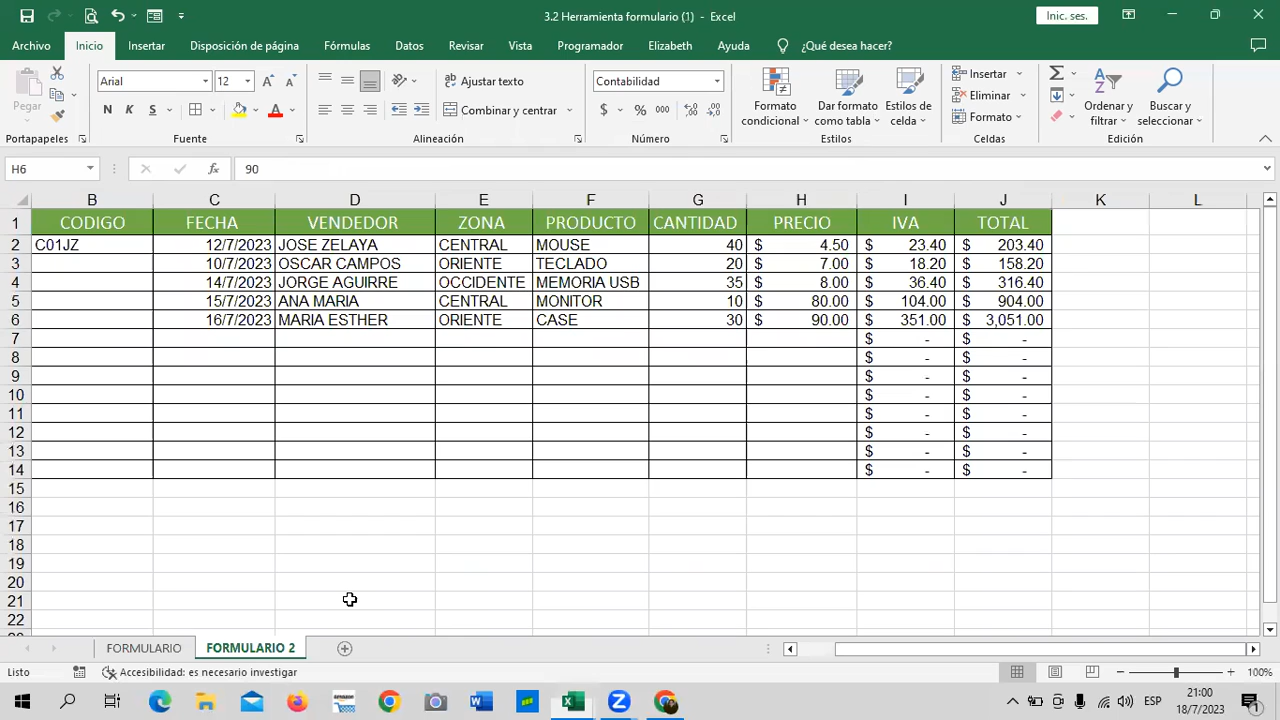 3.2 Herramienta formulario (1) - Excel
Inic. ses.
Archivo Inicio Insertar Disposición de página Fórmulas Datos Revisar Vista Programador Elizabeth Ayuda ¿Qué desea hacer?
Pegar
Arial 12
Ajustar texto
Contabilidad
Formato condicional
Dar formato como tabla
Estilos de celda
Insertar
Eliminar
Formato
Ordenar y filtrar
Buscar y seleccionar
N K S
Combinar y centrar
$ % 000
Portapapeles Fuente Alineación Número Estilos Celdas Edición
H6 fx 90
B C D E F G H I J K L
1 CODIGO FECHA VENDEDOR ZONA PRODUCTO CANTIDAD PRECIO IVA TOTAL
2 C01JZ 12/7/2023 JOSE ZELAYA CENTRAL MOUSE 40 $ 4.50 $ 23.40 $ 203.40
3 10/7/2023 OSCAR CAMPOS ORIENTE TECLADO 20 $ 7.00 $ 18.20 $ 158.20
4 14/7/2023 JORGE AGUIRRE OCCIDENTE MEMORIA USB 35 $ 8.00 $ 36.40 $ 316.40
5 15/7/2023 ANA MARIA CENTRAL MONITOR 10 $ 80.00 $ 104.00 $ 904.00
6 16/7/2023 MARIA ESTHER ORIENTE CASE 30 $ 90.00 $ 351.00 $ 3,051.00
7 $ - $ -
8 $ - $ -
9 $ - $ -
10 $ - $ -
11 $ - $ -
12 $ - $ -
13 $ - $ -
14 $ - $ -
15
16
17
18
19
20
21
22
FORMULARIO FORMULARIO 2
Listo Accesibilidad: es necesario investigar 100%
ESP
21:00
18/7/2023